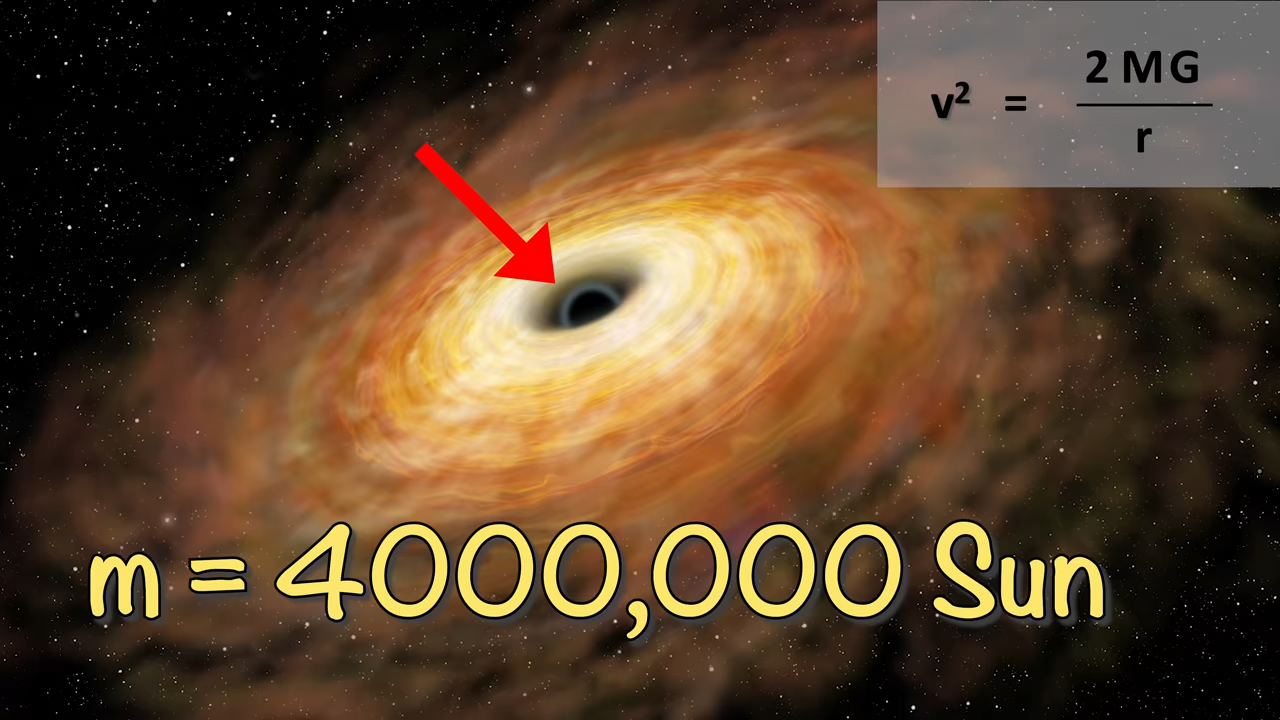 v² = 2 MG / r
m = 4000,000 Sun